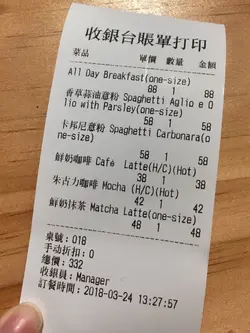 收銀台賬單打印
菜品 單價 數量 金額
All Day Breakfast(one-size)
88 1 88
香草蒜油意粉 Spaghetti Aglio e O
lio with Parsley(one-size)
58 1 58
卡邦尼意粉 Spaghetti Carbonara(o
ne-size)
58 1 58
鮮奶咖啡 Café Latte(H/C)(Hot)
38 1 38
朱古力咖啡 Mocha (H/C)(Hot)
42 1 42
鮮奶抹茶 Matcha Latte(one-size)
48 1 48
桌號：018
手动折扣：0
總價：332
收銀員：Manager
訂餐時間：2018-03-24 13:27:57